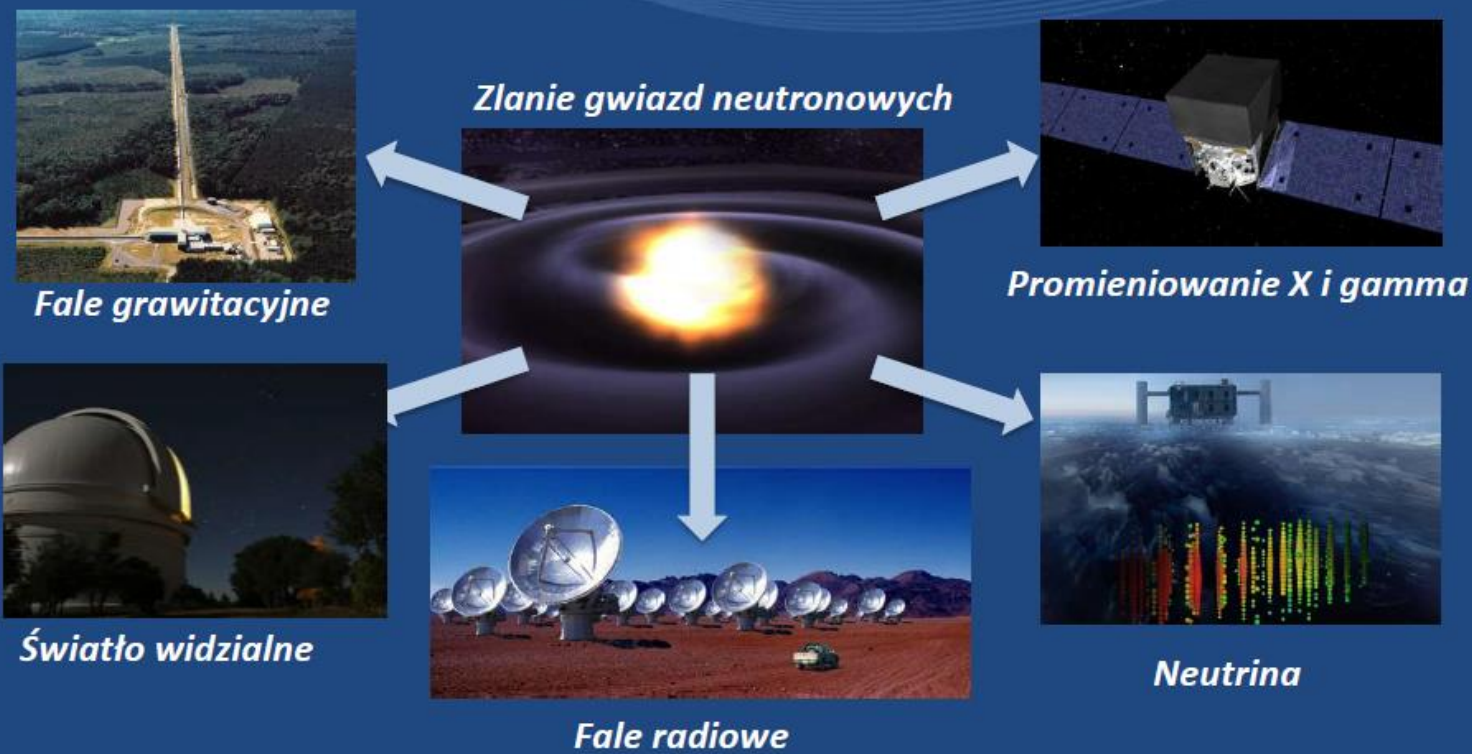 Zlanie gwiazd neutronowych
Fale grawitacyjne
Promieniowanie X i gamma
Światło widzialne
Neutrina
Fale radiowe